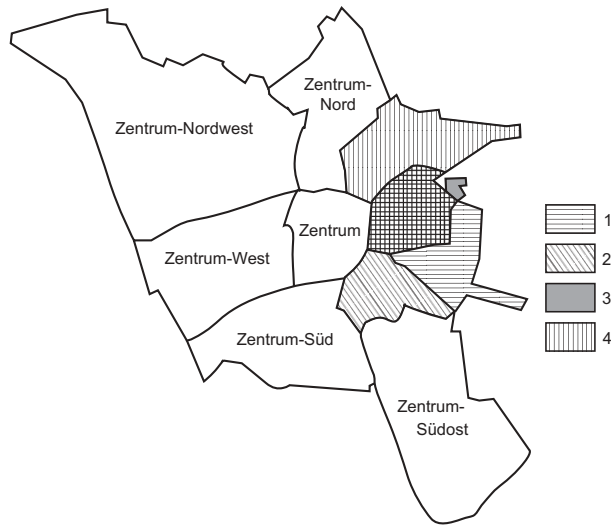 Zentrum-
Nord
Zentrum-Nordwest
Zentrum
Zentrum-West
Zentrum-Süd
Zentrum-
Südost
1
2
3
4